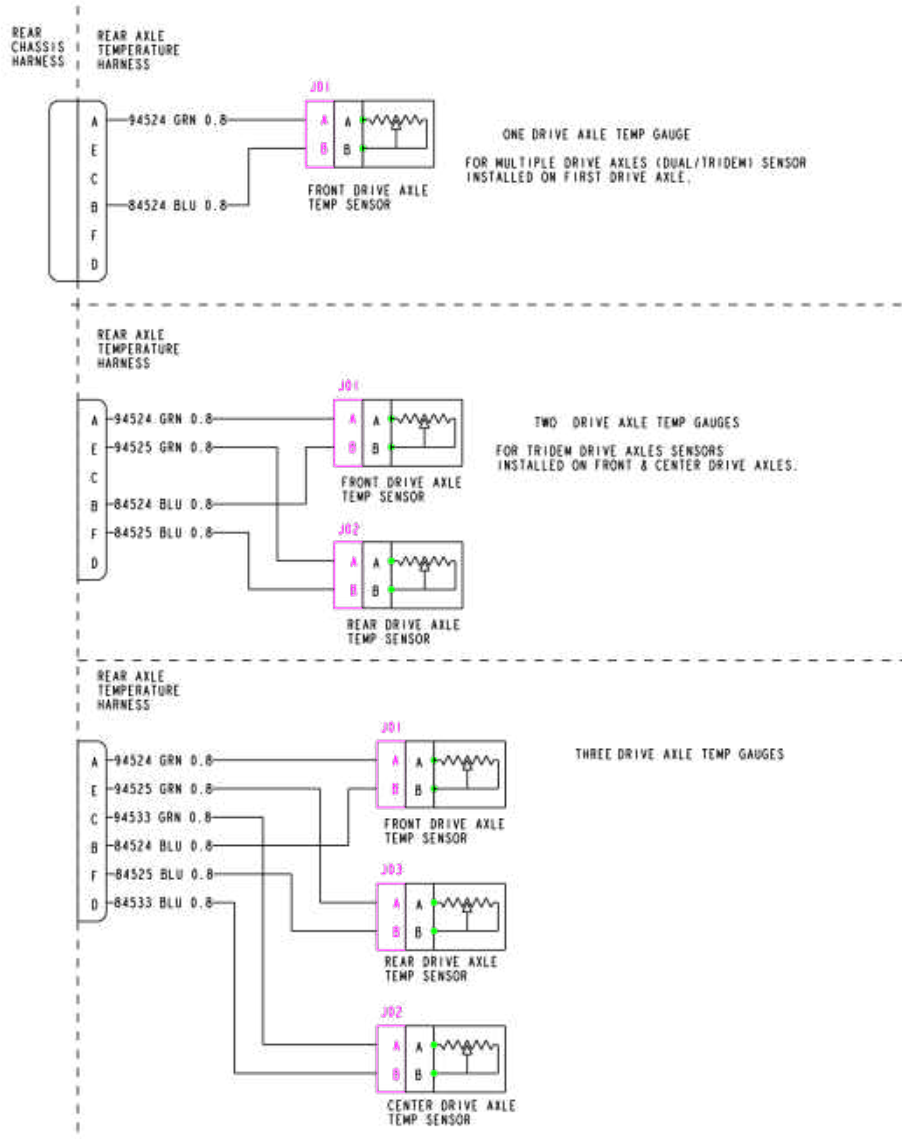 REAR
CHASSIS
HARNESS
REAR AXLE
TEMPERATURE
HARNESS
J01
A 94524 GRN 0.8 A A
E B B
C
B 84524 BLU 0.8
F
D
FRONT DRIVE AXLE
TEMP SENSOR
ONE DRIVE AXLE TEMP GAUGE
FOR MULTIPLE DRIVE AXLES (DUAL/TRIDEM) SENSOR
INSTALLED ON FIRST DRIVE AXLE.
REAR AXLE
TEMPERATURE
HARNESS
J01
A 94524 GRN 0.8 A A
E 94525 GRN 0.8 B B
C
B 84524 BLU 0.8
F 84525 BLU 0.8
D
FRONT DRIVE AXLE
TEMP SENSOR
J02
A A
B B
REAR DRIVE AXLE
TEMP SENSOR
TWO DRIVE AXLE TEMP GAUGES
FOR TRIDEM DRIVE AXLES SENSORS
INSTALLED ON FRONT & CENTER DRIVE AXLES.
REAR AXLE
TEMPERATURE
HARNESS
J01
A 94524 GRN 0.8 A A
E 94525 GRN 0.8 B B
C 94533 GRN 0.8
B 84524 BLU 0.8
F 84525 BLU 0.8
D 84533 BLU 0.8
FRONT DRIVE AXLE
TEMP SENSOR
J03
A A
B B
REAR DRIVE AXLE
TEMP SENSOR
J02
A A
B B
CENTER DRIVE AXLE
TEMP SENSOR
THREE DRIVE AXLE TEMP GAUGES